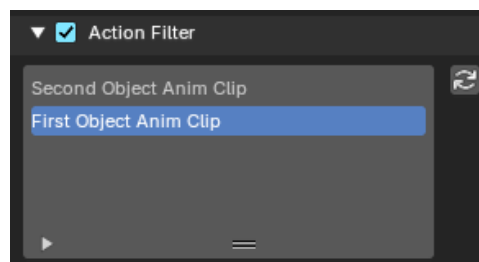 Action Filter
Second Object Anim Clip
First Object Anim Clip